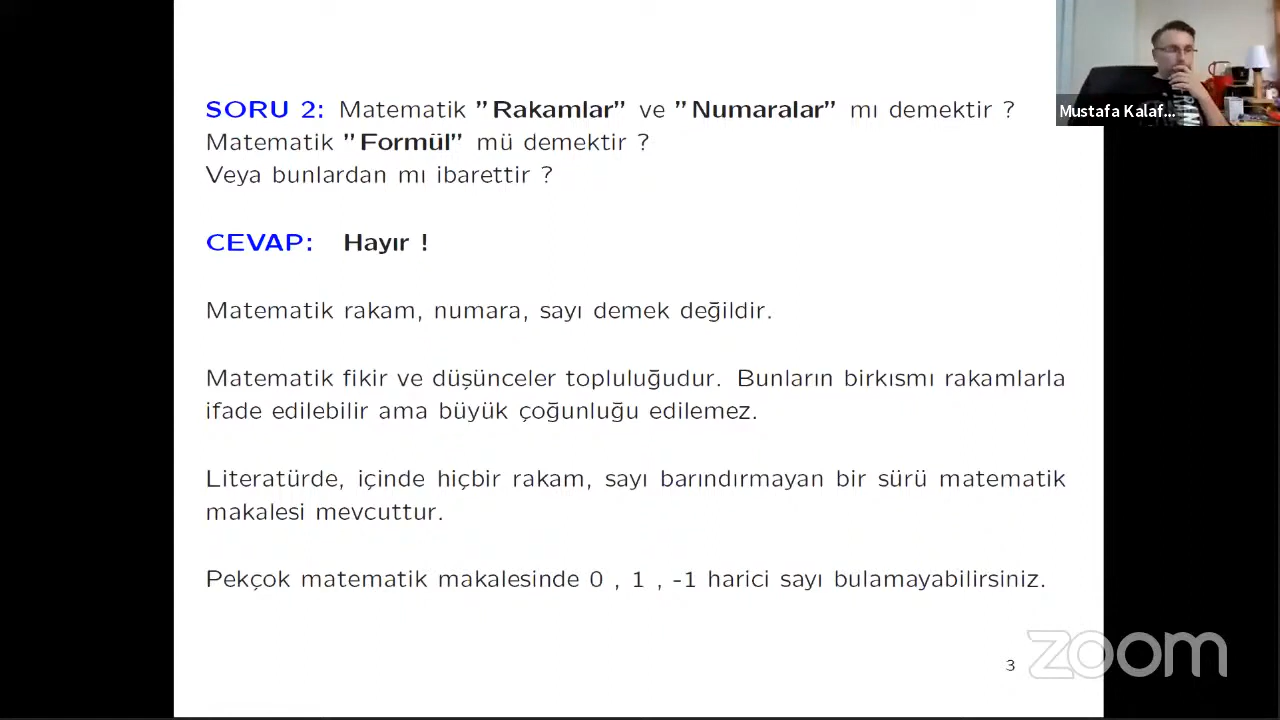 SORU 2: Matematik ”Rakamlar” ve ”Numaralar” mı demektir ?
Matematik ”Formül” mü demektir ?
Veya bunlardan mı ibarettir ?
CEVAP: Hayır !
Matematik rakam, numara, sayı demek değildir.
Matematik fikir ve düşünceler topluluğudur. Bunların birkısmı rakamlarla
ifade edilebilir ama büyük çoğunluğu edilemez.
Literatürde, içinde hiçbir rakam, sayı barındırmayan bir sürü matematik
makalesi mevcuttur.
Pekçok matematik makalesinde 0 , 1 , -1 harici sayı bulamayabilirsiniz.
3
Mustafa Kalaf...
zoom